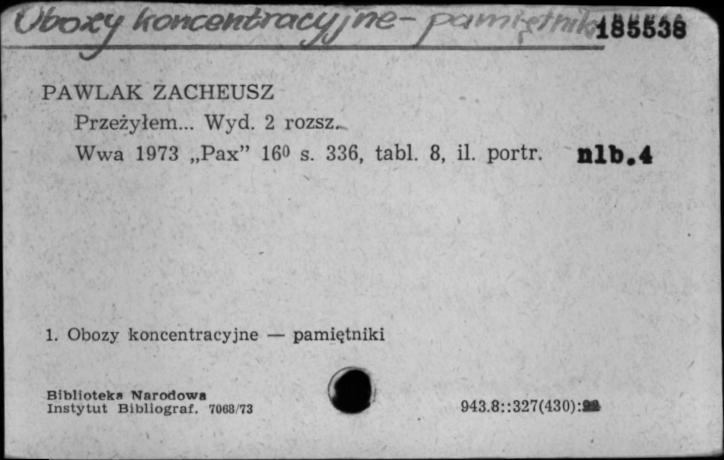 Obozy koncentracyjne - pamiętniki 185538
PAWLAK ZACHEUSZ
Przeżyłem... Wyd. 2 rozsz.
Wwa 1973 „Pax” 16⁰ s. 336, tabl. 8, il. portr. nlb.4
1. Obozy koncentracyjne — pamiętniki
Biblioteka Narodowa
Instytut Bibliograf. 7068/73
943.8::327(430):